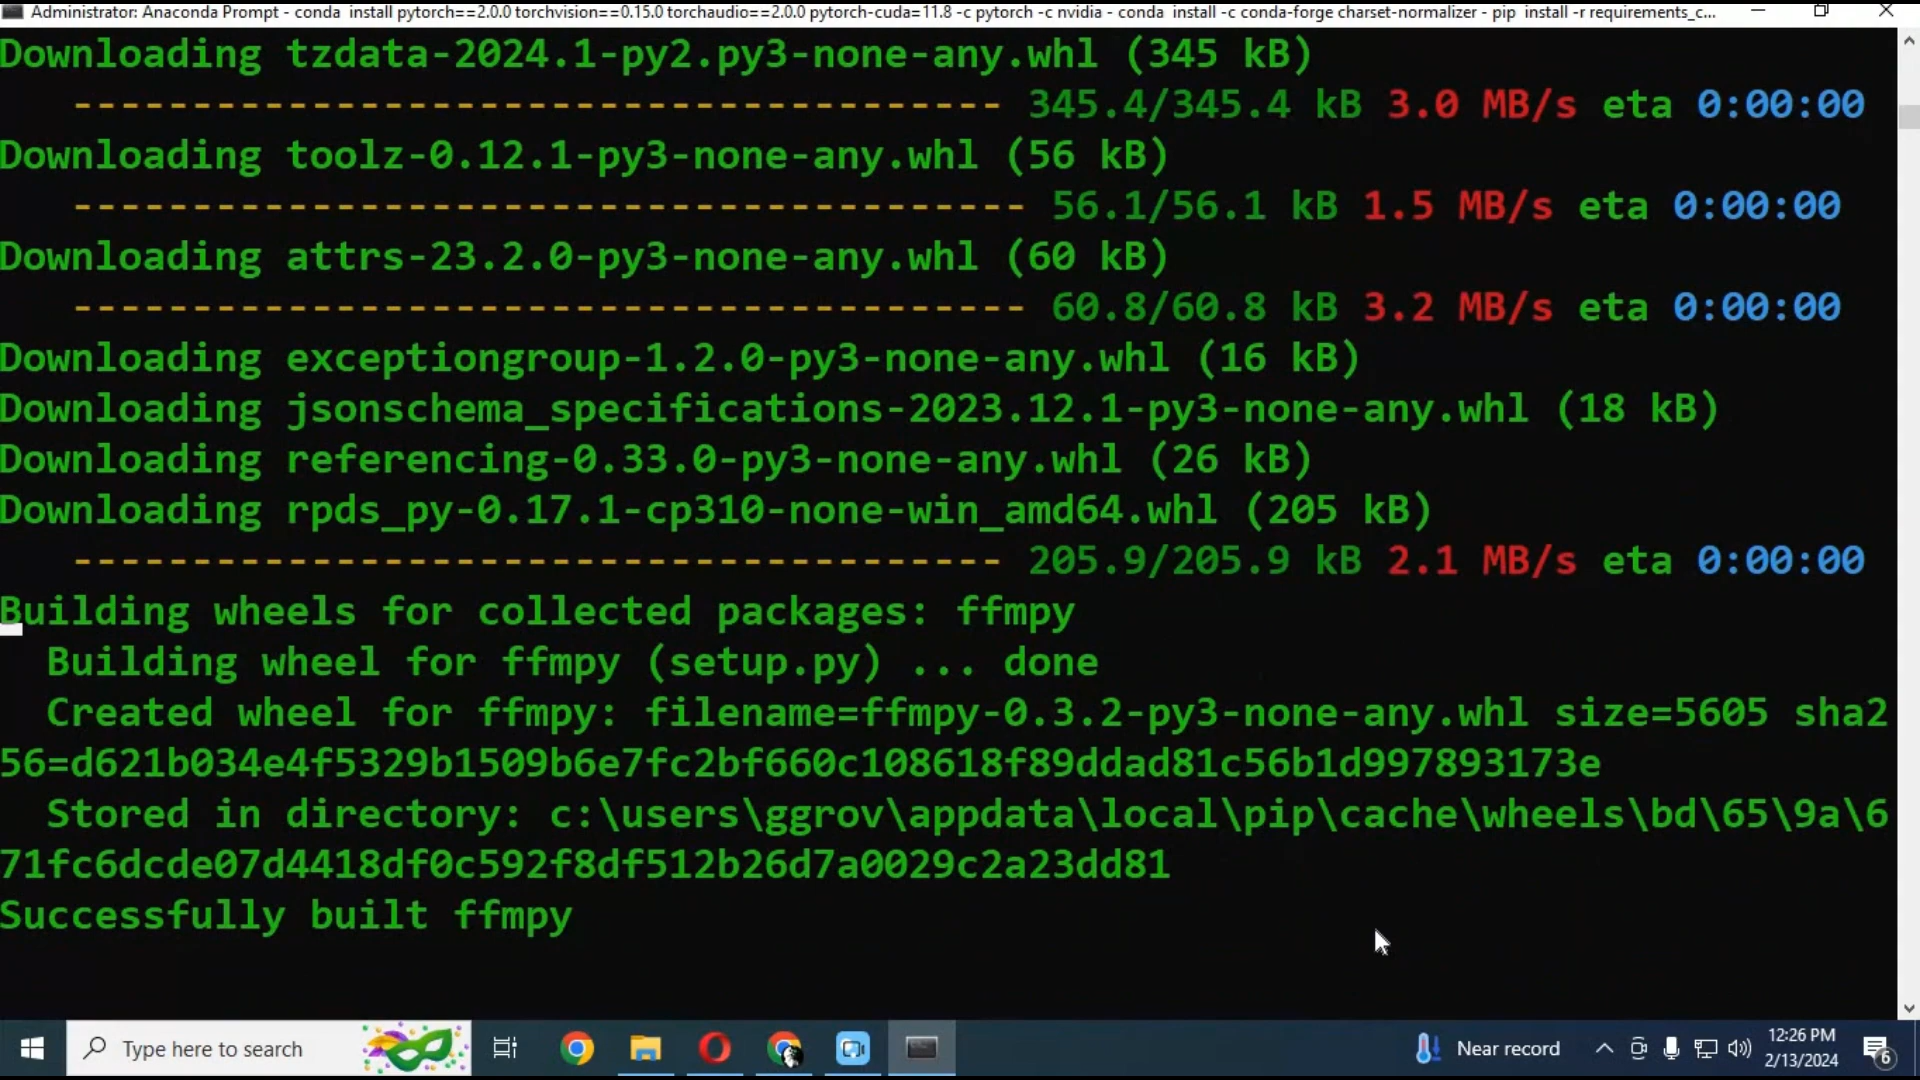 Administrator: Anaconda Prompt - conda install pytorch==2.0.0 torchvision==0.15.0 torchaudio==2.0.0 pytorch-cuda=11.8 -c pytorch -c nvidia - conda install -c conda-forge charset-normalizer - pip install -r requirements_c...
Downloading tzdata-2024.1-py2.py3-none-any.whl (345 kB)
---------------------------------------- 345.4/345.4 kB 3.0 MB/s eta 0:00:00
Downloading toolz-0.12.1-py3-none-any.whl (56 kB)
---------------------------------------- 56.1/56.1 kB 1.5 MB/s eta 0:00:00
Downloading attrs-23.2.0-py3-none-any.whl (60 kB)
---------------------------------------- 60.8/60.8 kB 3.2 MB/s eta 0:00:00
Downloading exceptiongroup-1.2.0-py3-none-any.whl (16 kB)
Downloading jsonschema_specifications-2023.12.1-py3-none-any.whl (18 kB)
Downloading referencing-0.33.0-py3-none-any.whl (26 kB)
Downloading rpds_py-0.17.1-cp310-none-win_amd64.whl (205 kB)
---------------------------------------- 205.9/205.9 kB 2.1 MB/s eta 0:00:00
Building wheels for collected packages: ffmpy
Building wheel for ffmpy (setup.py) ... done
Created wheel for ffmpy: filename=ffmpy-0.3.2-py3-none-any.whl size=5605 sha2
56=d621b034e4f5329b1509b6e7fc2bf660c108618f89ddad81c56b1d997893173e
Stored in directory: c:\users\ggrov\appdata\local\pip\cache\wheels\bd\65\9a\6
71fc6dcde07d4418df0c592f8df512b26d7a0029c2a23dd81
Successfully built ffmpy
Type here to search
Near record
12:26 PM
2/13/2024
6